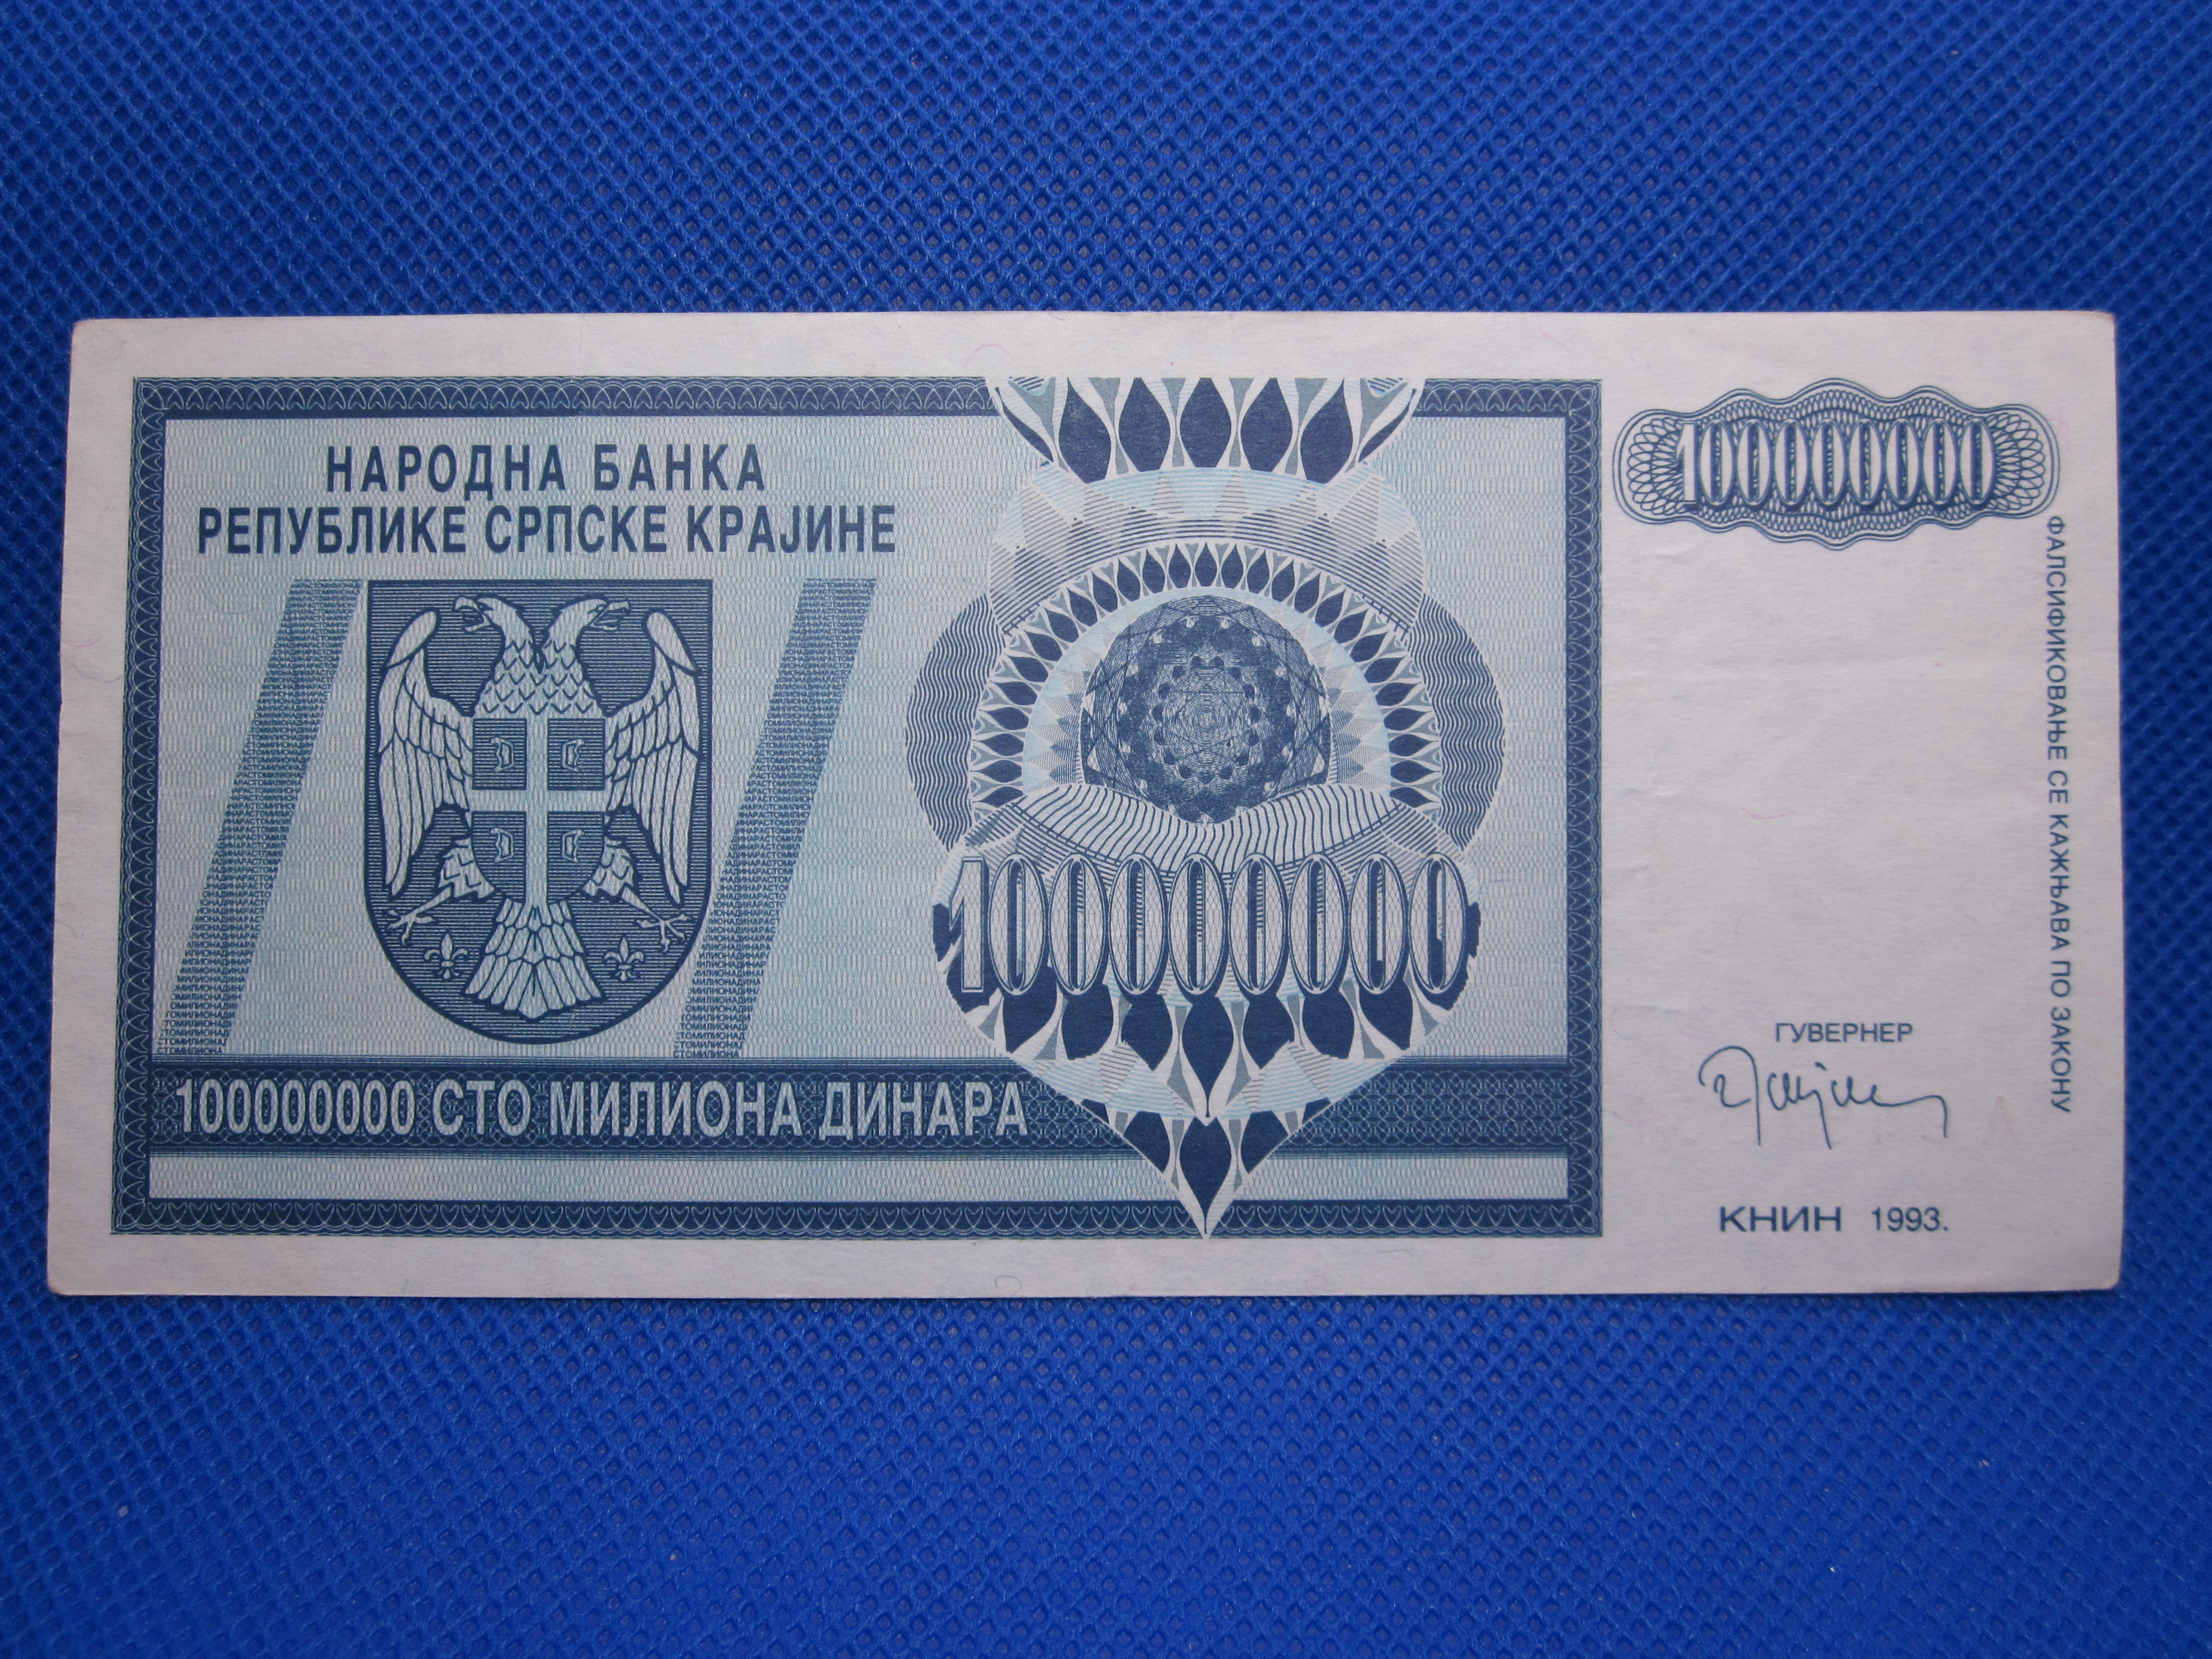 НАРОДНА БАНКА
РЕПУБЛИКЕ СРПСКЕ КРАЈИНЕ
100000000
100000000
100000000 СТО МИЛИОНА ДИНАРА
ФАЛСИФИКОВАЊЕ СЕ КАЖЊАВА ПО ЗАКОНУ
ГУВЕРНЕР
КНИН 1993.